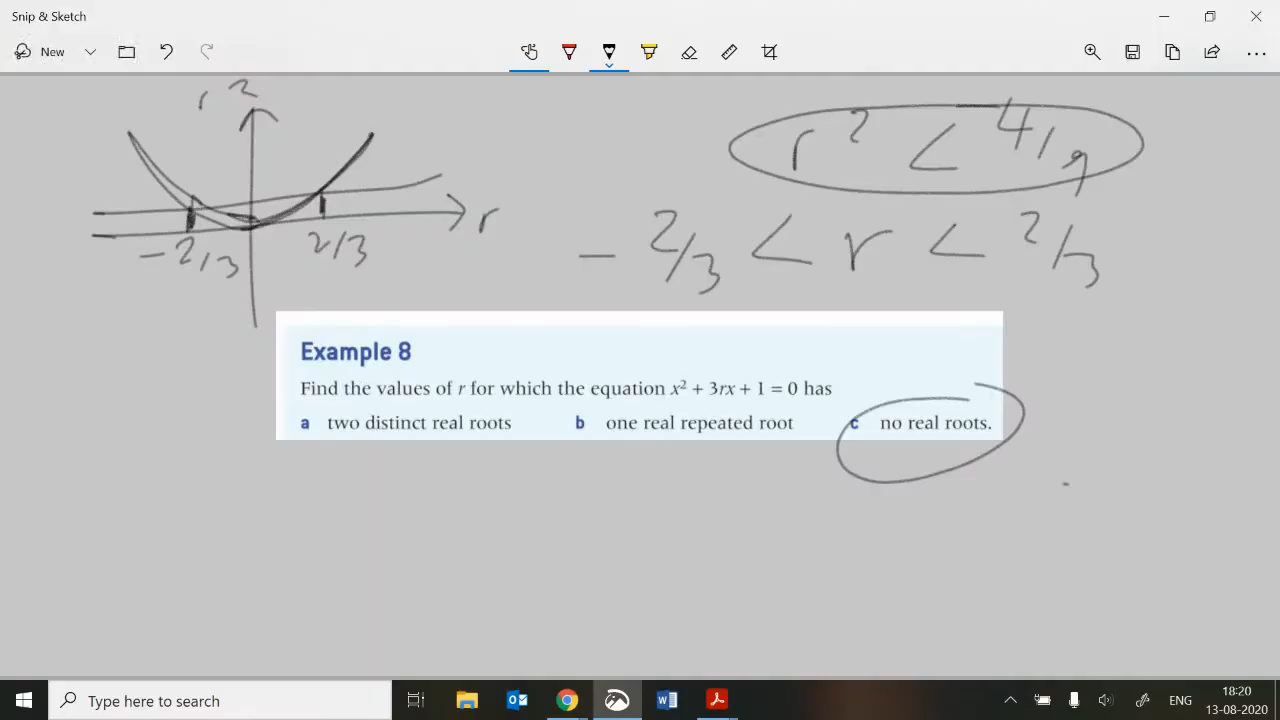 Snip & Sketch
New
r 2
r
- 2/3
2/3
r² < 4/9
- 2/3 < r < 2/3
Example 8
Find the values of r for which the equation x² + 3rx + 1 = 0 has
a two distinct real roots b one real repeated root c no real roots.
Type here to search
ENG
18:20
13-08-2020